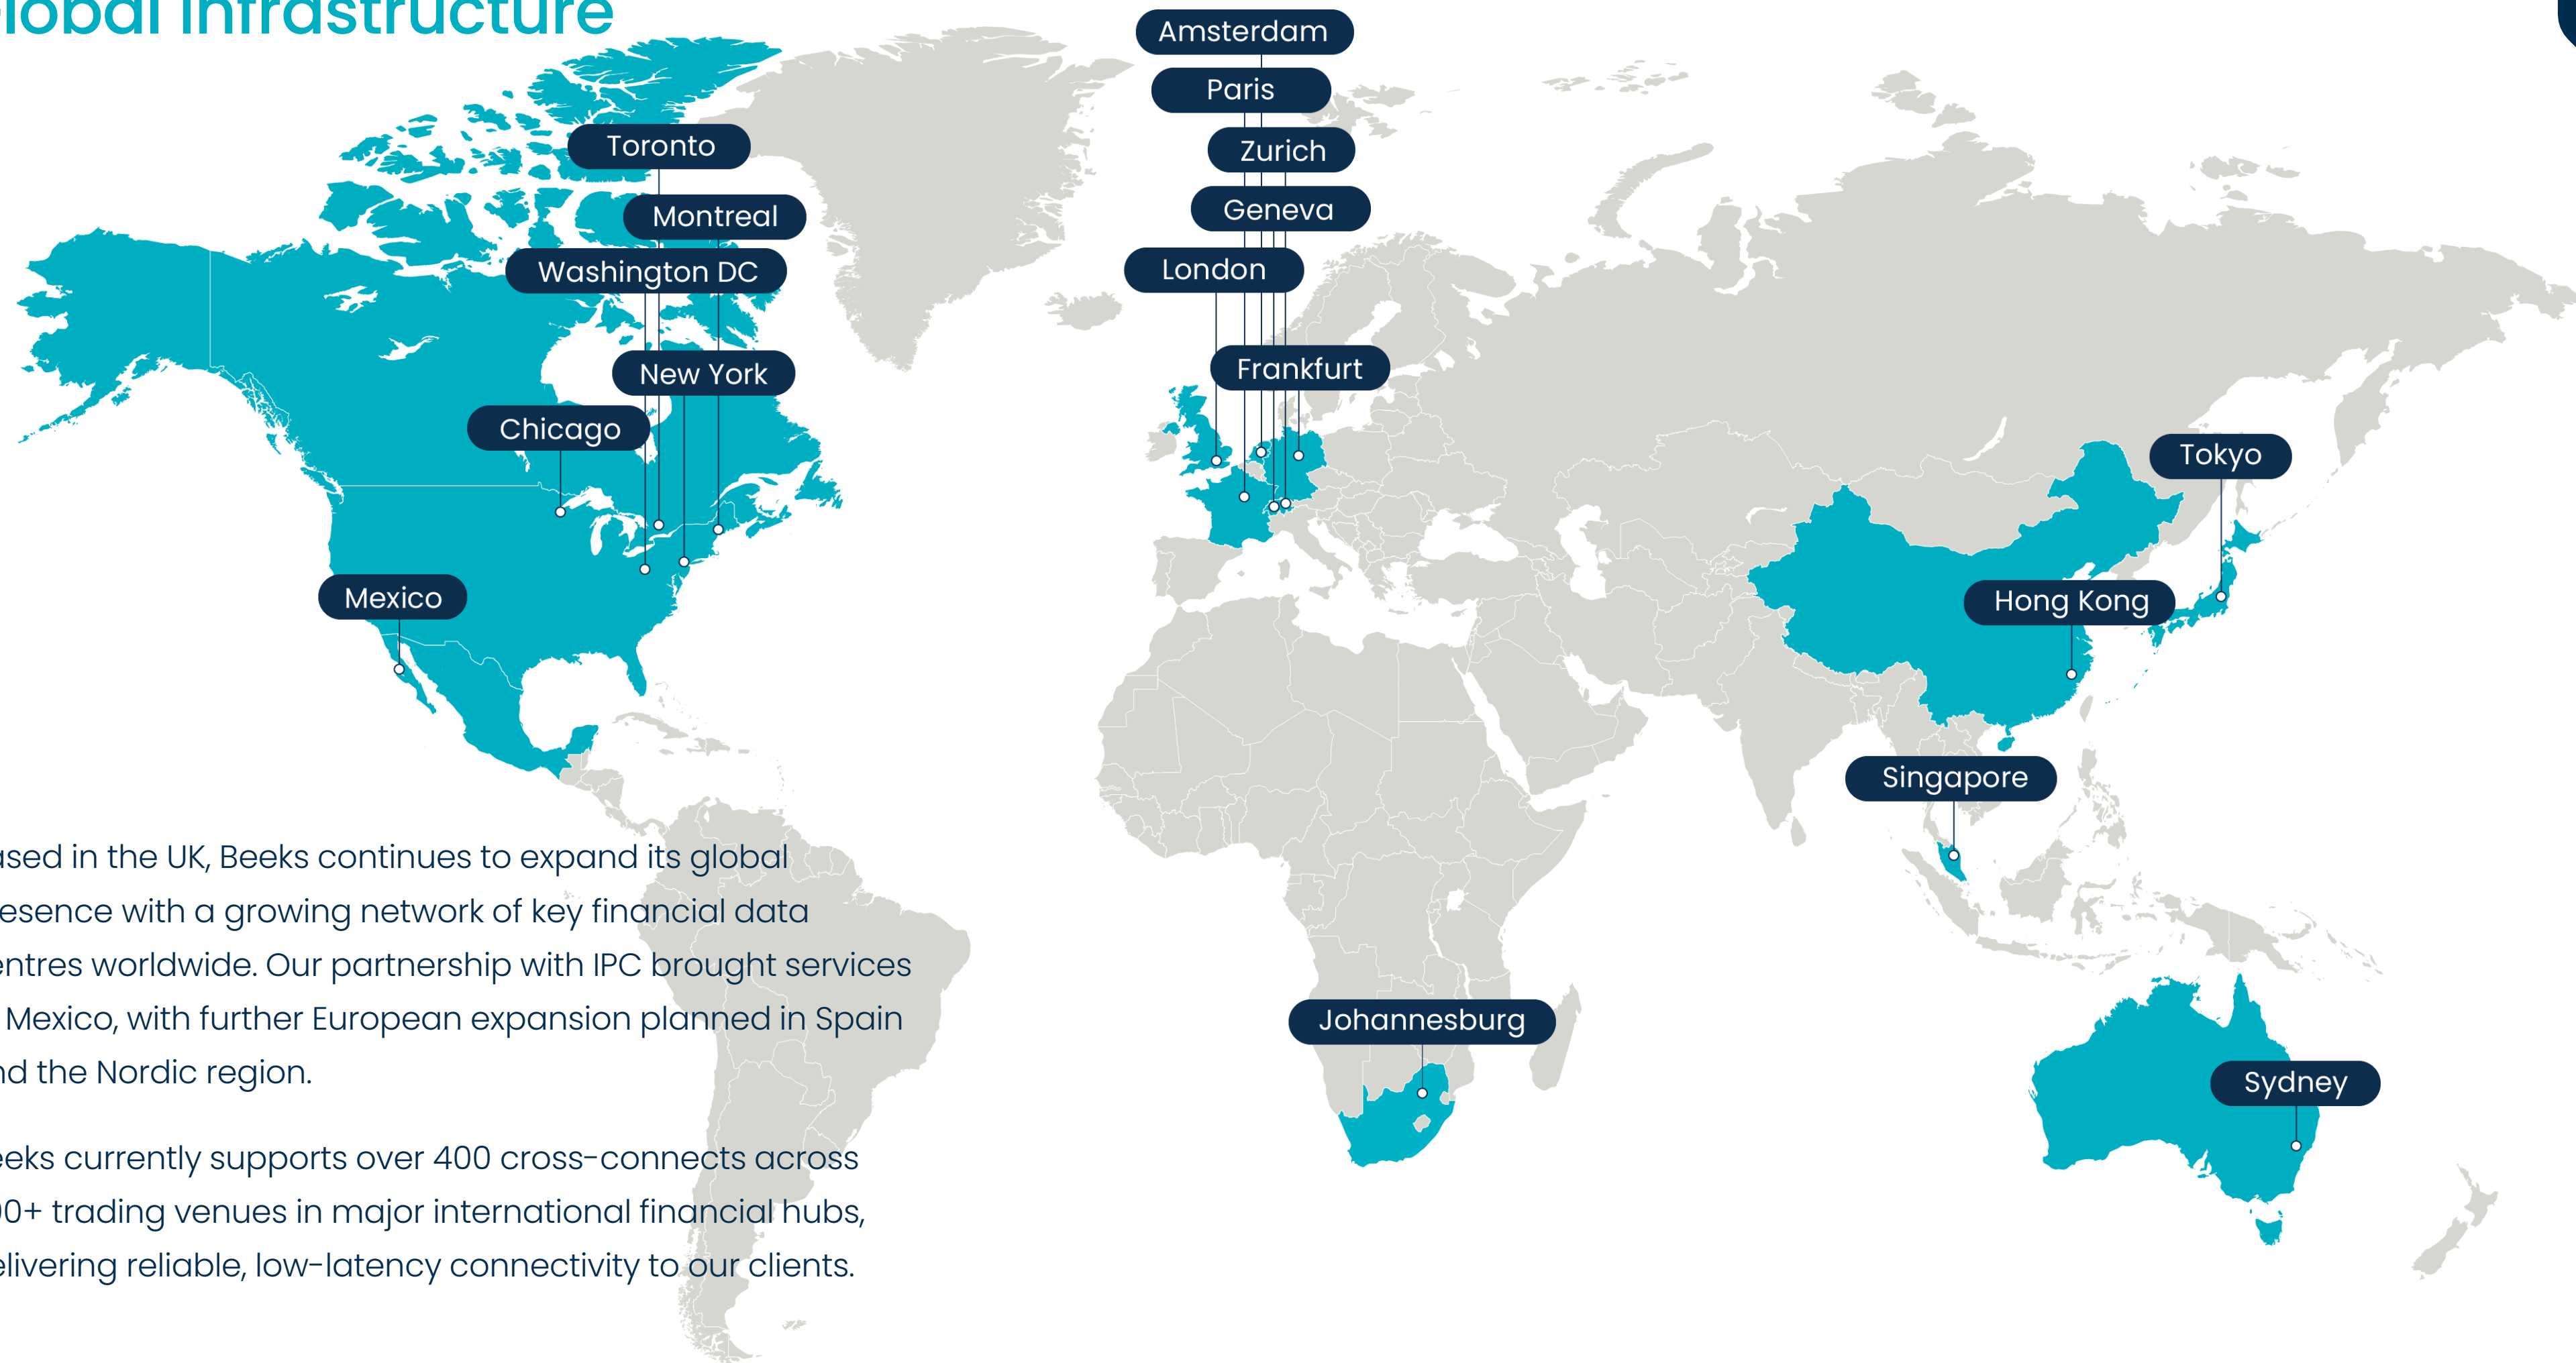 Global Infrastructure
Amsterdam
Paris
Toronto
Zurich
Montreal
Geneva
Washington DC
London
New York
Frankfurt
Chicago
Tokyo
Mexico
Hong Kong
Singapore
Johannesburg
Sydney
ased in the UK, Beeks continues to expand its global
esence with a growing network of key financial data
entres worldwide. Our partnership with IPC brought services
Mexico, with further European expansion planned in Spain
nd the Nordic region.
eeks currently supports over 400 cross-connects across
00+ trading venues in major international financial hubs,
elivering reliable, low-latency connectivity to our clients.